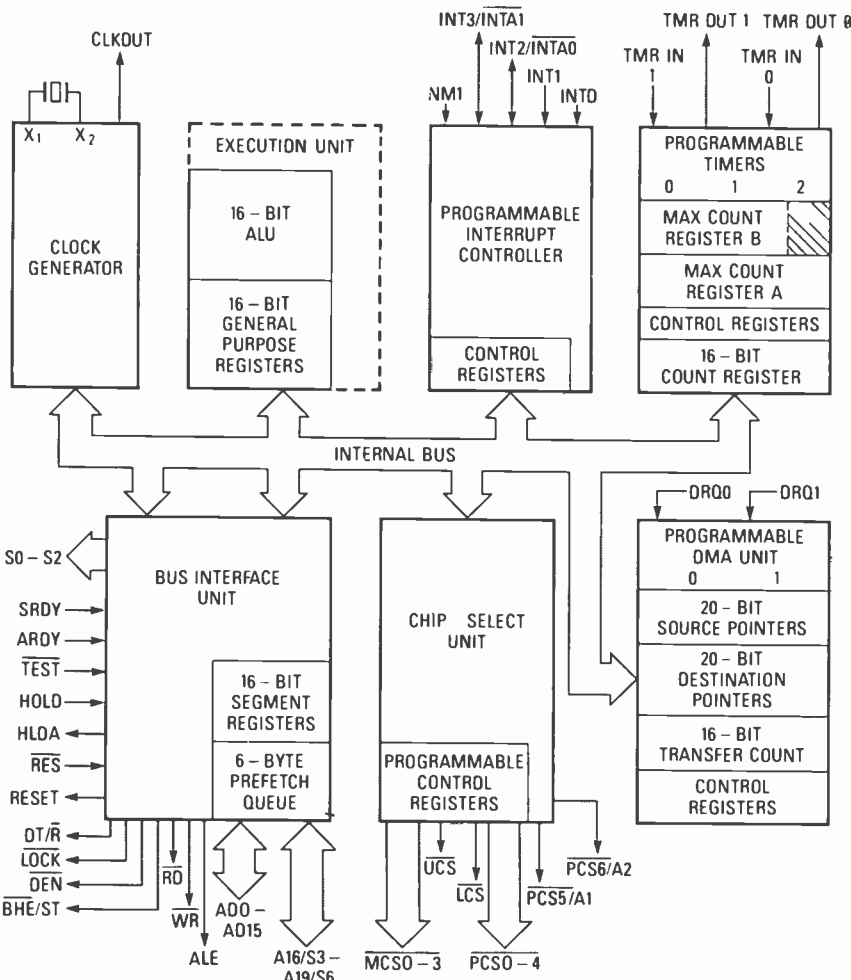 INT3/INTA1
TMR OUT 1
TMR OUT 0
CLKOUT
INT2/INTA0
TMR IN
1
TMR IN
0
INT1
NM1
INT0
X1
X2
EXECUTION UNIT
PROGRAMMABLE
TIMERS
0 1 2
16-BIT
ALU
PROGRAMMABLE
INTERRUPT
CONTROLLER
MAX COUNT
REGISTER B
CLOCK
GENERATOR
MAX COUNT
REGISTER A
16-BIT
GENERAL
PURPOSE
REGISTERS
CONTROL REGISTERS
CONTROL
REGISTERS
16-BIT
COUNT REGISTER
INTERNAL BUS
DRQ0
DRQ1
S0-S2
BUS INTERFACE
UNIT
PROGRAMMABLE
DMA UNIT
0 1
SRDY
ARDY
TEST
HOLD
HLDA
RES
RESET
CHIP SELECT
UNIT
20-BIT
SOURCE POINTERS
20-BIT
DESTINATION
POINTERS
16-BIT
SEGMENT
REGISTERS
16-BIT
TRANSFER COUNT
6-BYTE
PREFETCH
QUEUE
PROGRAMMABLE
CONTROL
REGISTERS
CONTROL
REGISTERS
DT/R
LOCK
DEN
BHE/ST
RD
WR
ALE
AD0-
AD15
A16/S3-
A19/S6
UCS
LCS
PCS6/A2
PCS5/A1
MCS0-3
PCS0-4